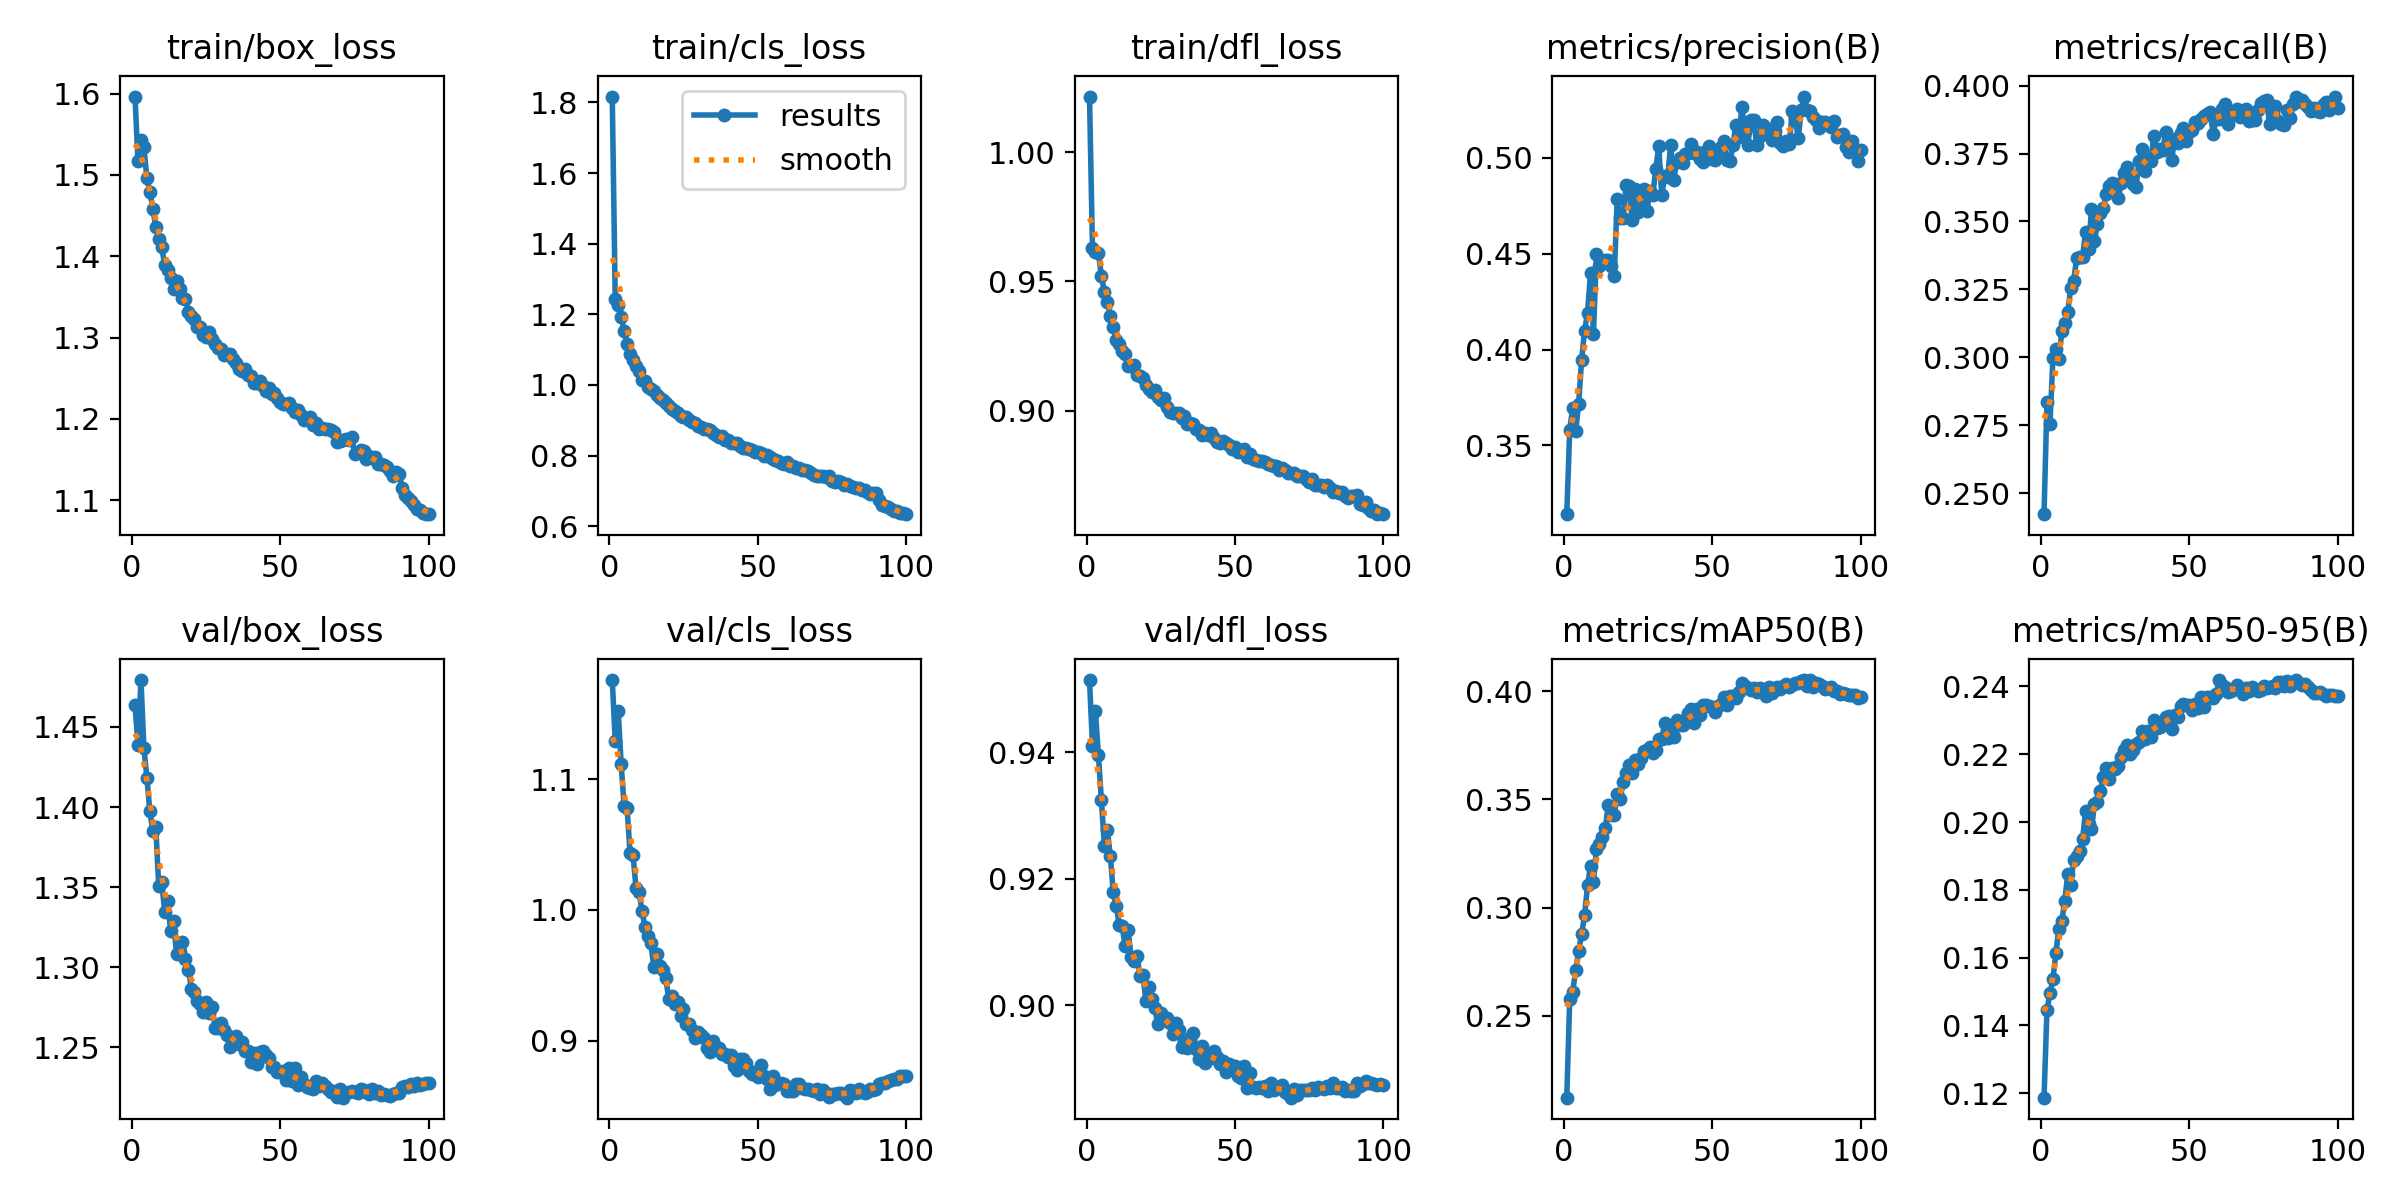 train/box_loss
1.6
1.5
1.4
1.3
1.2
1.1
0 50 100
train/cls_loss
results
smooth
1.8
1.6
1.4
1.2
1.0
0.8
0.6
0 50 100
train/dfl_loss
1.00
0.95
0.90
0 50 100
metrics/precision(B)
0.50
0.45
0.40
0.35
0 50 100
metrics/recall(B)
0.400
0.375
0.350
0.325
0.300
0.275
0.250
0 50 100
val/box_loss
1.45
1.40
1.35
1.30
1.25
0 50 100
val/cls_loss
1.1
1.0
0.9
0 50 100
val/dfl_loss
0.94
0.92
0.90
0 50 100
metrics/mAP50(B)
0.40
0.35
0.30
0.25
0 50 100
metrics/mAP50-95(B)
0.24
0.22
0.20
0.18
0.16
0.14
0.12
0 50 100